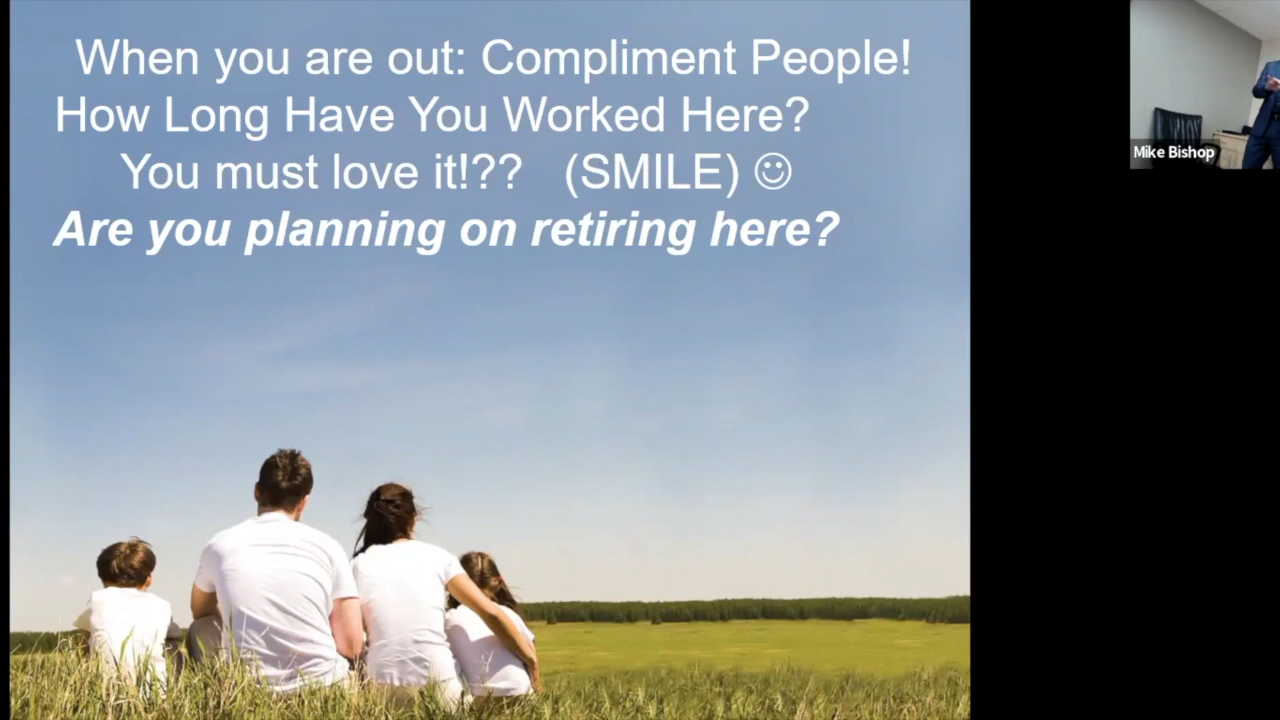 When you are out: Compliment People!
How Long Have You Worked Here?
You must love it!?? (SMILE) ☺
Are you planning on retiring here?
Mike Bishop